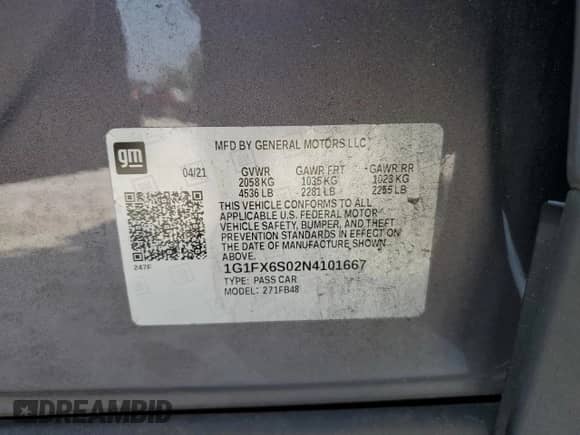 MFD BY GENERAL MOTORS LLC
gm
04/21 GVWR GAWR FRT GAWR RR
2058 KG 1035 KG 1023 KG
4536 LB 2281 LB 2255 LB
THIS VEHICLE CONFORMS TO ALL
APPLICABLE U.S. FEDERAL MOTOR
VEHICLE SAFETY, BUMPER, AND THEFT
PREVENTION STANDARDS IN EFFECT ON
THE DATE OF MANUFACTURE SHOWN
ABOVE.
247F 1G1FX6S02N4101667
TYPE: PASS CAR
MODEL: 271FB48
DREAMBID